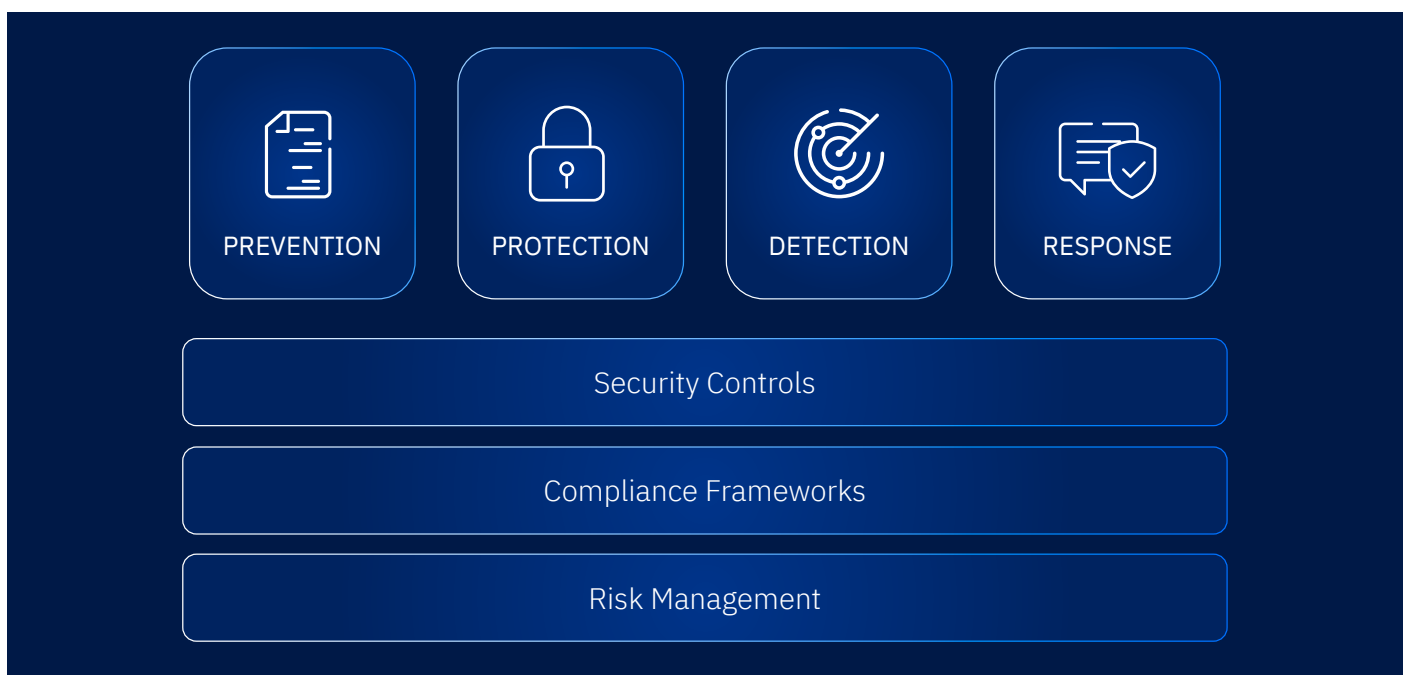 PREVENTION
PROTECTION
DETECTION
RESPONSE
Security Controls
Compliance Frameworks
Risk Management